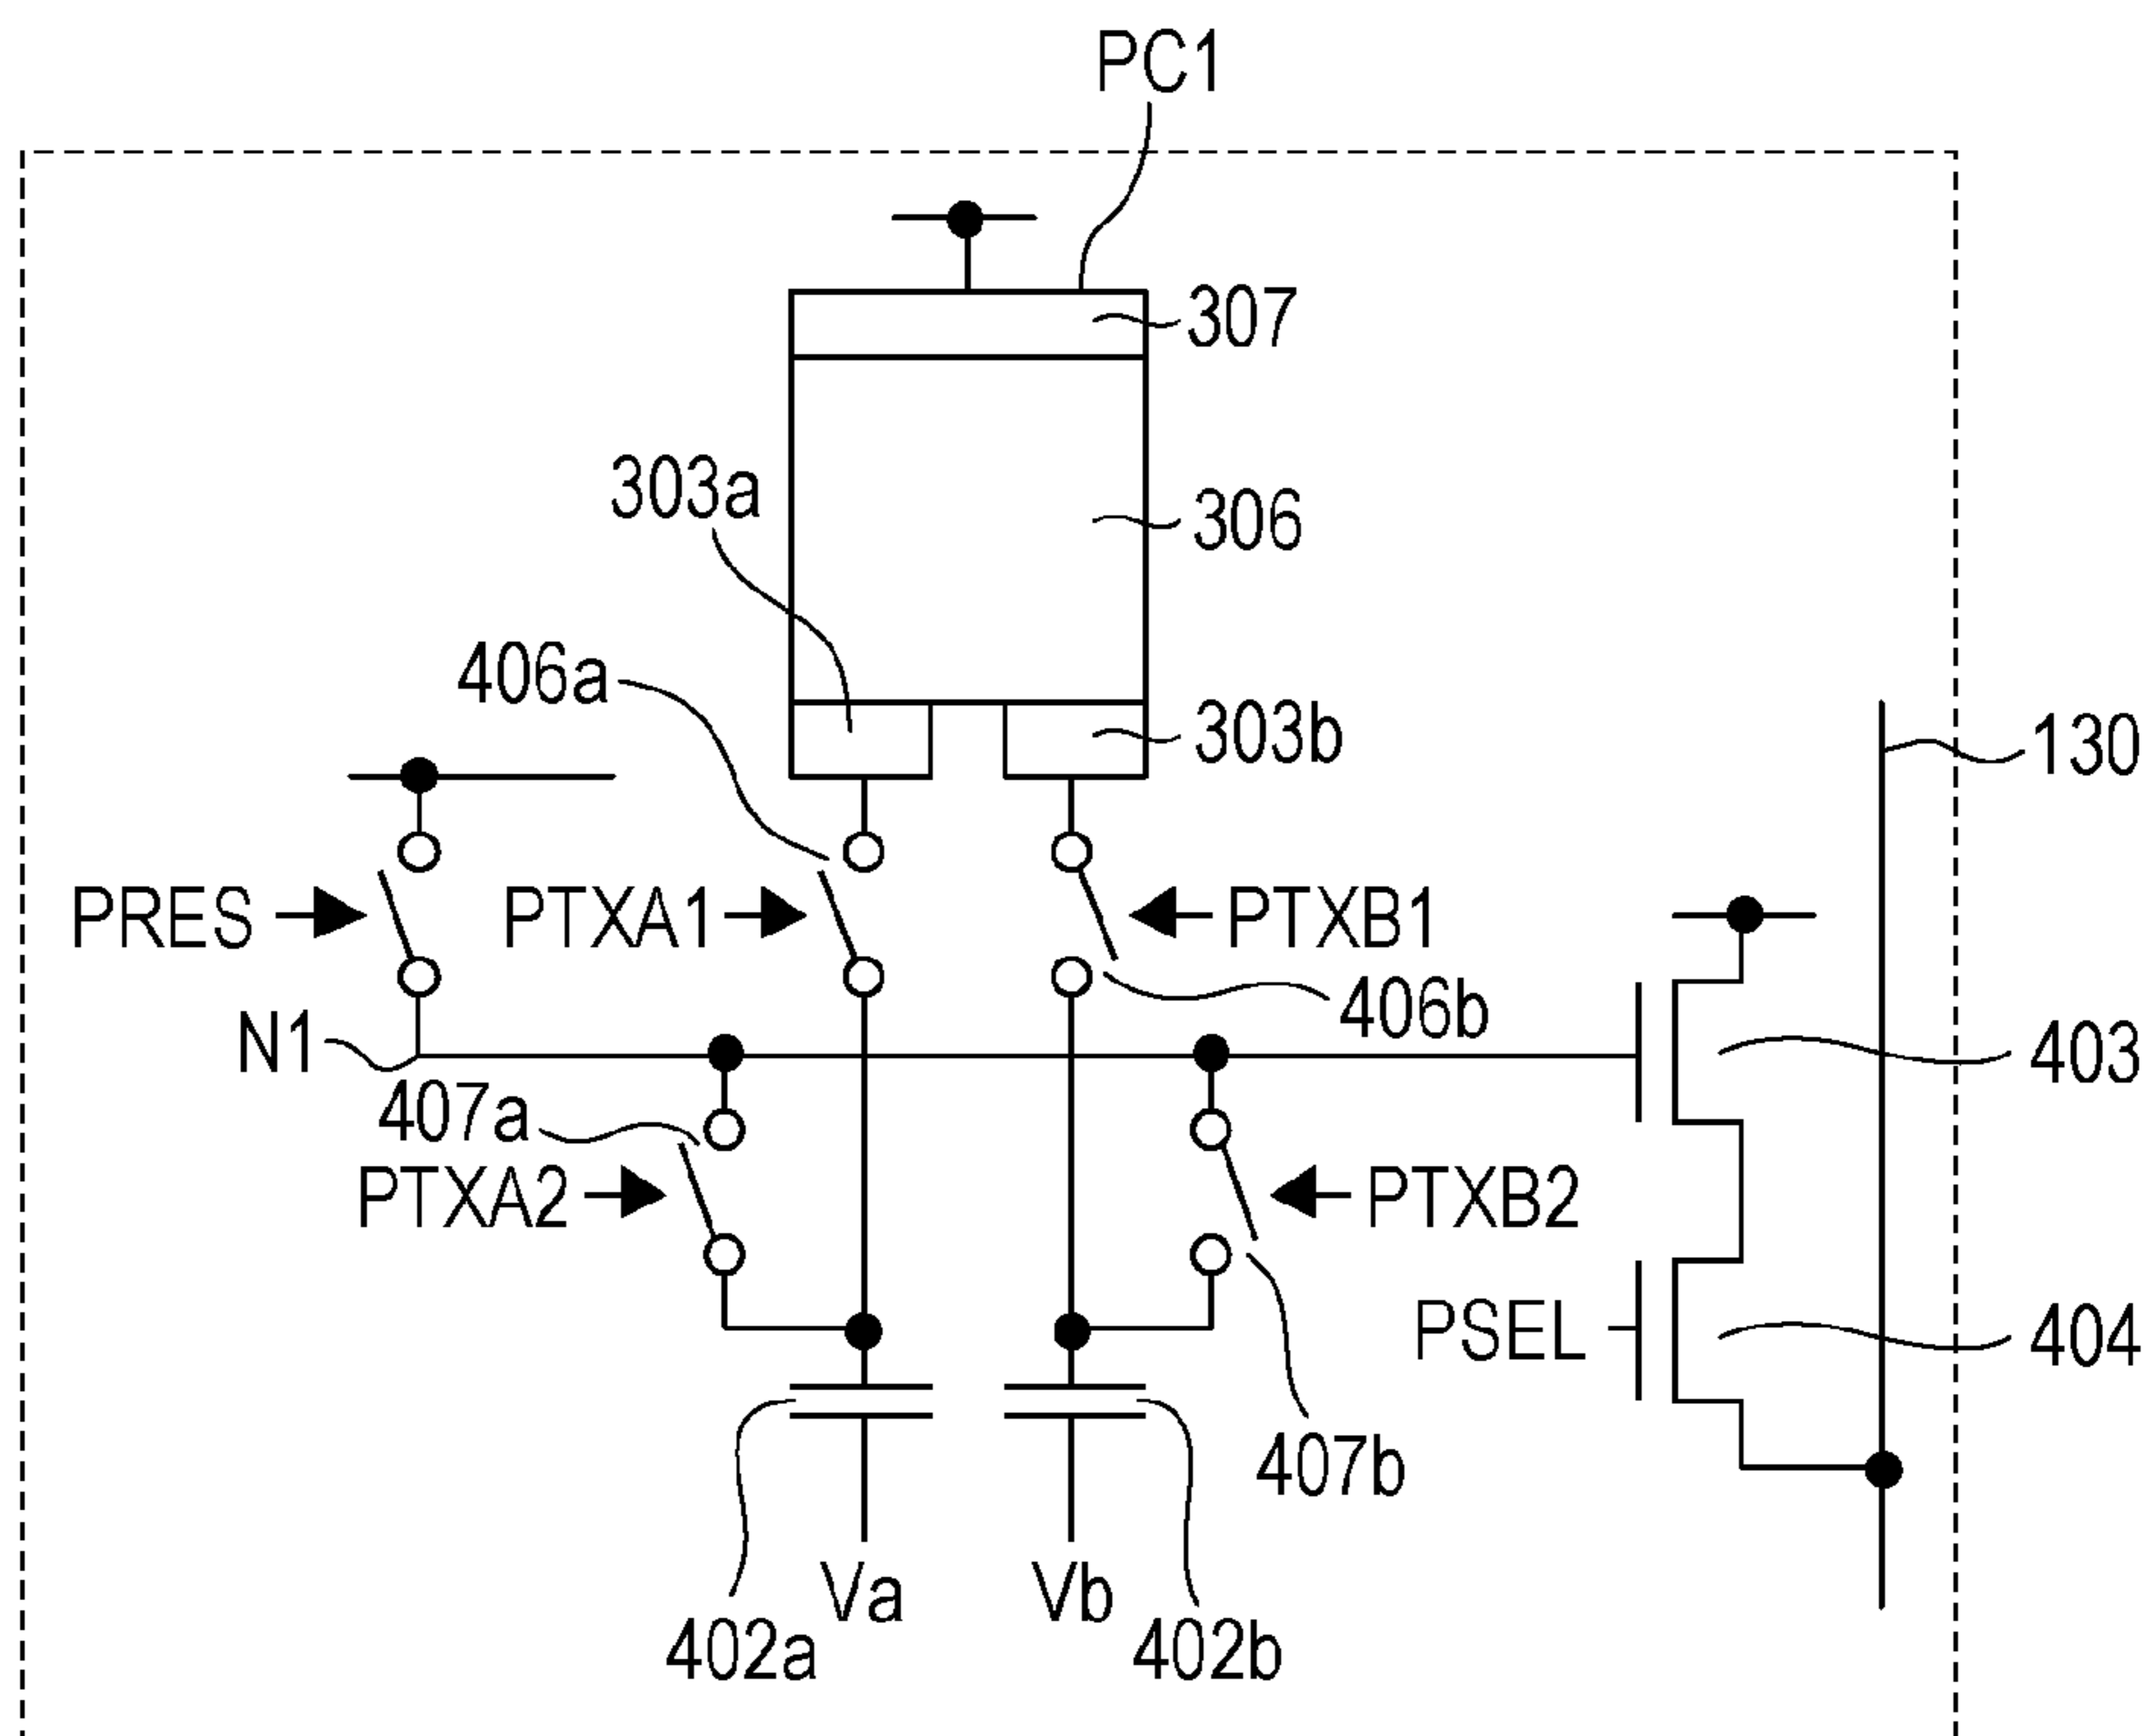 PC1
307
303a
306
406a
303b
130
PRES
PTXA1
PTXB1
406b
N1
403
407a
PTXA2
PTXB2
PSEL
404
407b
Va
Vb
402a
402b